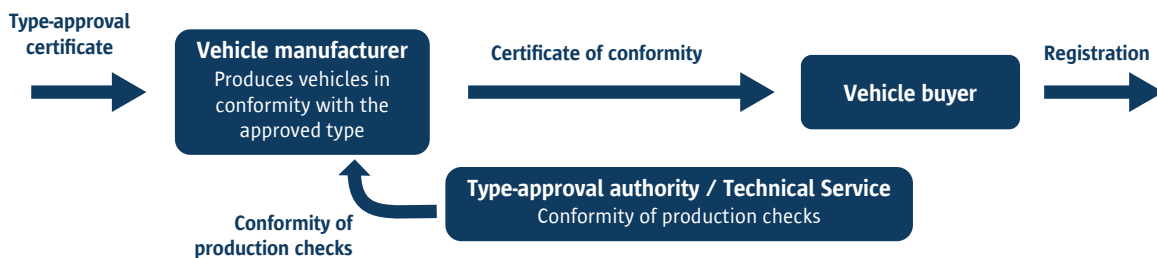 Type-approval
certificate
Vehicle manufacturer
Produces vehicles in
conformity with the
approved type
Certificate of conformity
Vehicle buyer
Registration
Type-approval authority / Technical Service
Conformity of production checks
Conformity of
production checks